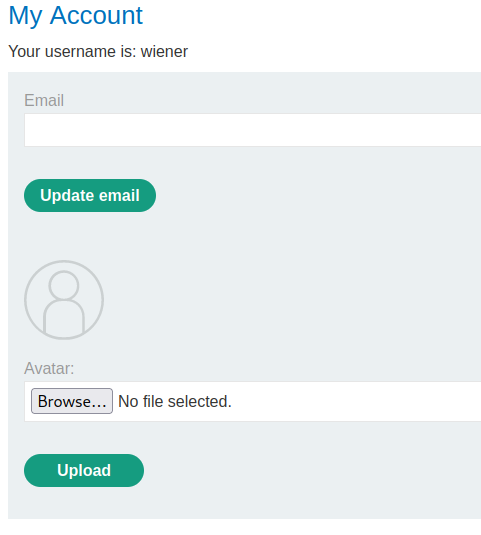 My Account
Your username is: wiener
Email
Update email
Avatar:
Browse... No file selected.
Upload